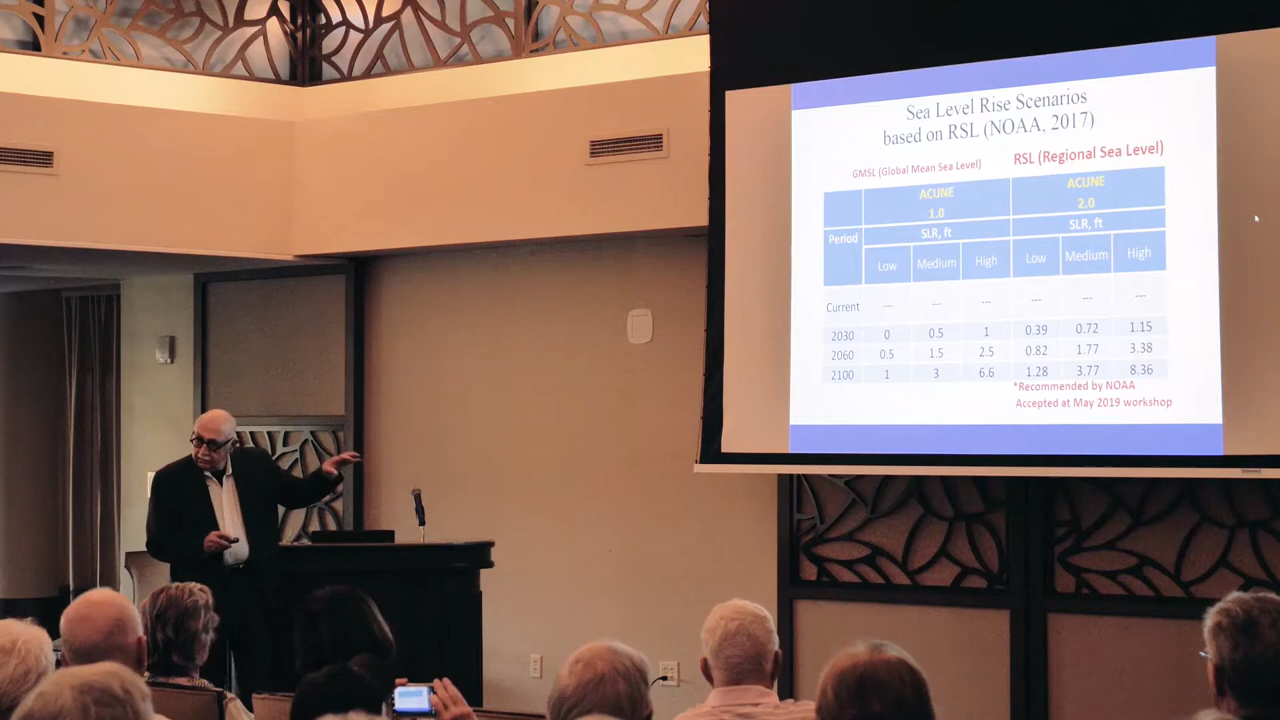 Sea Level Rise Scenarios
based on RSL (NOAA, 2017)
GMSL (Global Mean Sea Level) RSL (Regional Sea Level)
ACUNE ACUNE
1.0 2.0
Period SLR, ft SLR, ft
Low Medium High Low Medium High
Current ---- --- --- --- --- ----
2030 0 0.5 1 0.39 0.72 1.15
2060 0.5 1.5 2.5 0.82 1.77 3.38
2100 1 3 6.6 1.28 3.77 8.36
*Recommended by NOAA
Accepted at May 2019 workshop